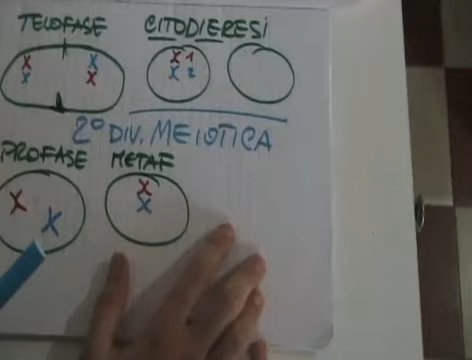 TELOFASE CITODIERESI
1
2
2° DIV. MEIOTICA
PROFASE METAF